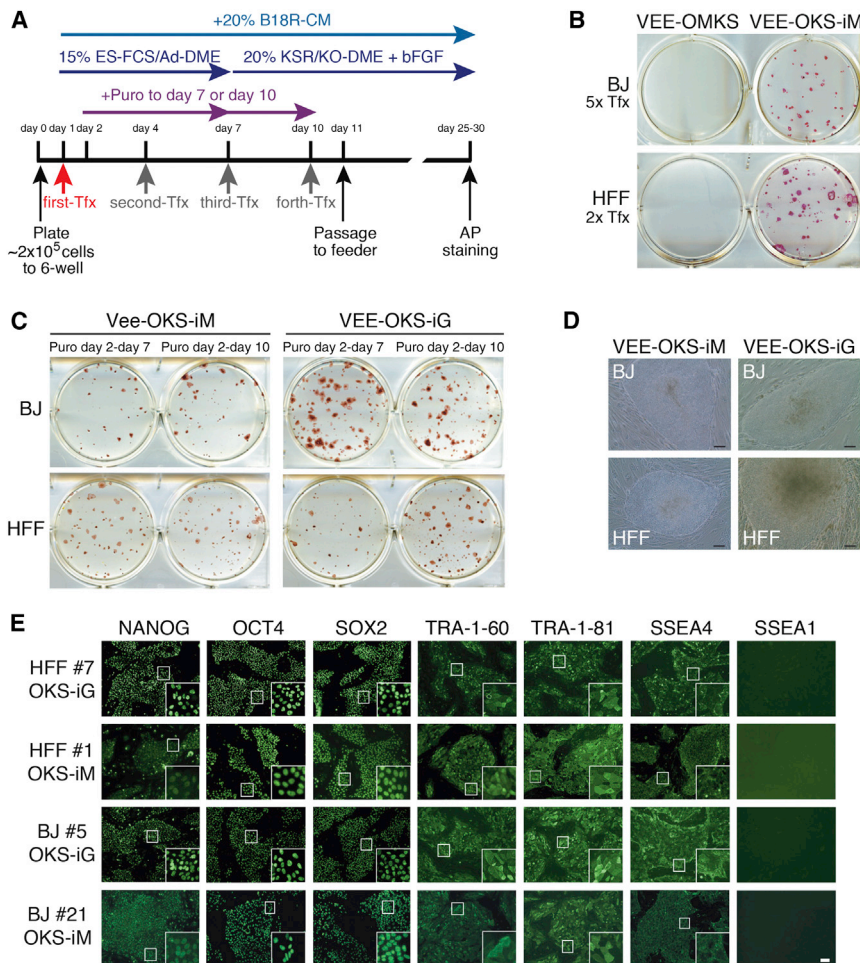 A
+20% B18R-CM
15% ES-FCS/Ad-DME
20% KSR/KO-DME + bFGF
+Puro to day 7 or day 10
day 0
day 1
day 2
day 4
day 7
day 10
day 11
day 25-30
first-Tfx
second-Tfx
third-Tfx
forth-Tfx
Plate
~2x10⁵cells
to 6-well
Passage
to feeder
AP
staining
B
VEE-OMKS
VEE-OKS-iM
BJ
5x Tfx
HFF
2x Tfx
C
Vee-OKS-iM
VEE-OKS-iG
Puro day 2-day 7
Puro day 2-day 10
Puro day 2-day 7
Puro day 2-day 10
BJ
HFF
D
VEE-OKS-iM
VEE-OKS-iG
BJ
BJ
HFF
HFF
E
NANOG
OCT4
SOX2
TRA-1-60
TRA-1-81
SSEA4
SSEA1
HFF #7
OKS-iG
HFF #1
OKS-iM
BJ #5
OKS-iG
BJ #21
OKS-iM